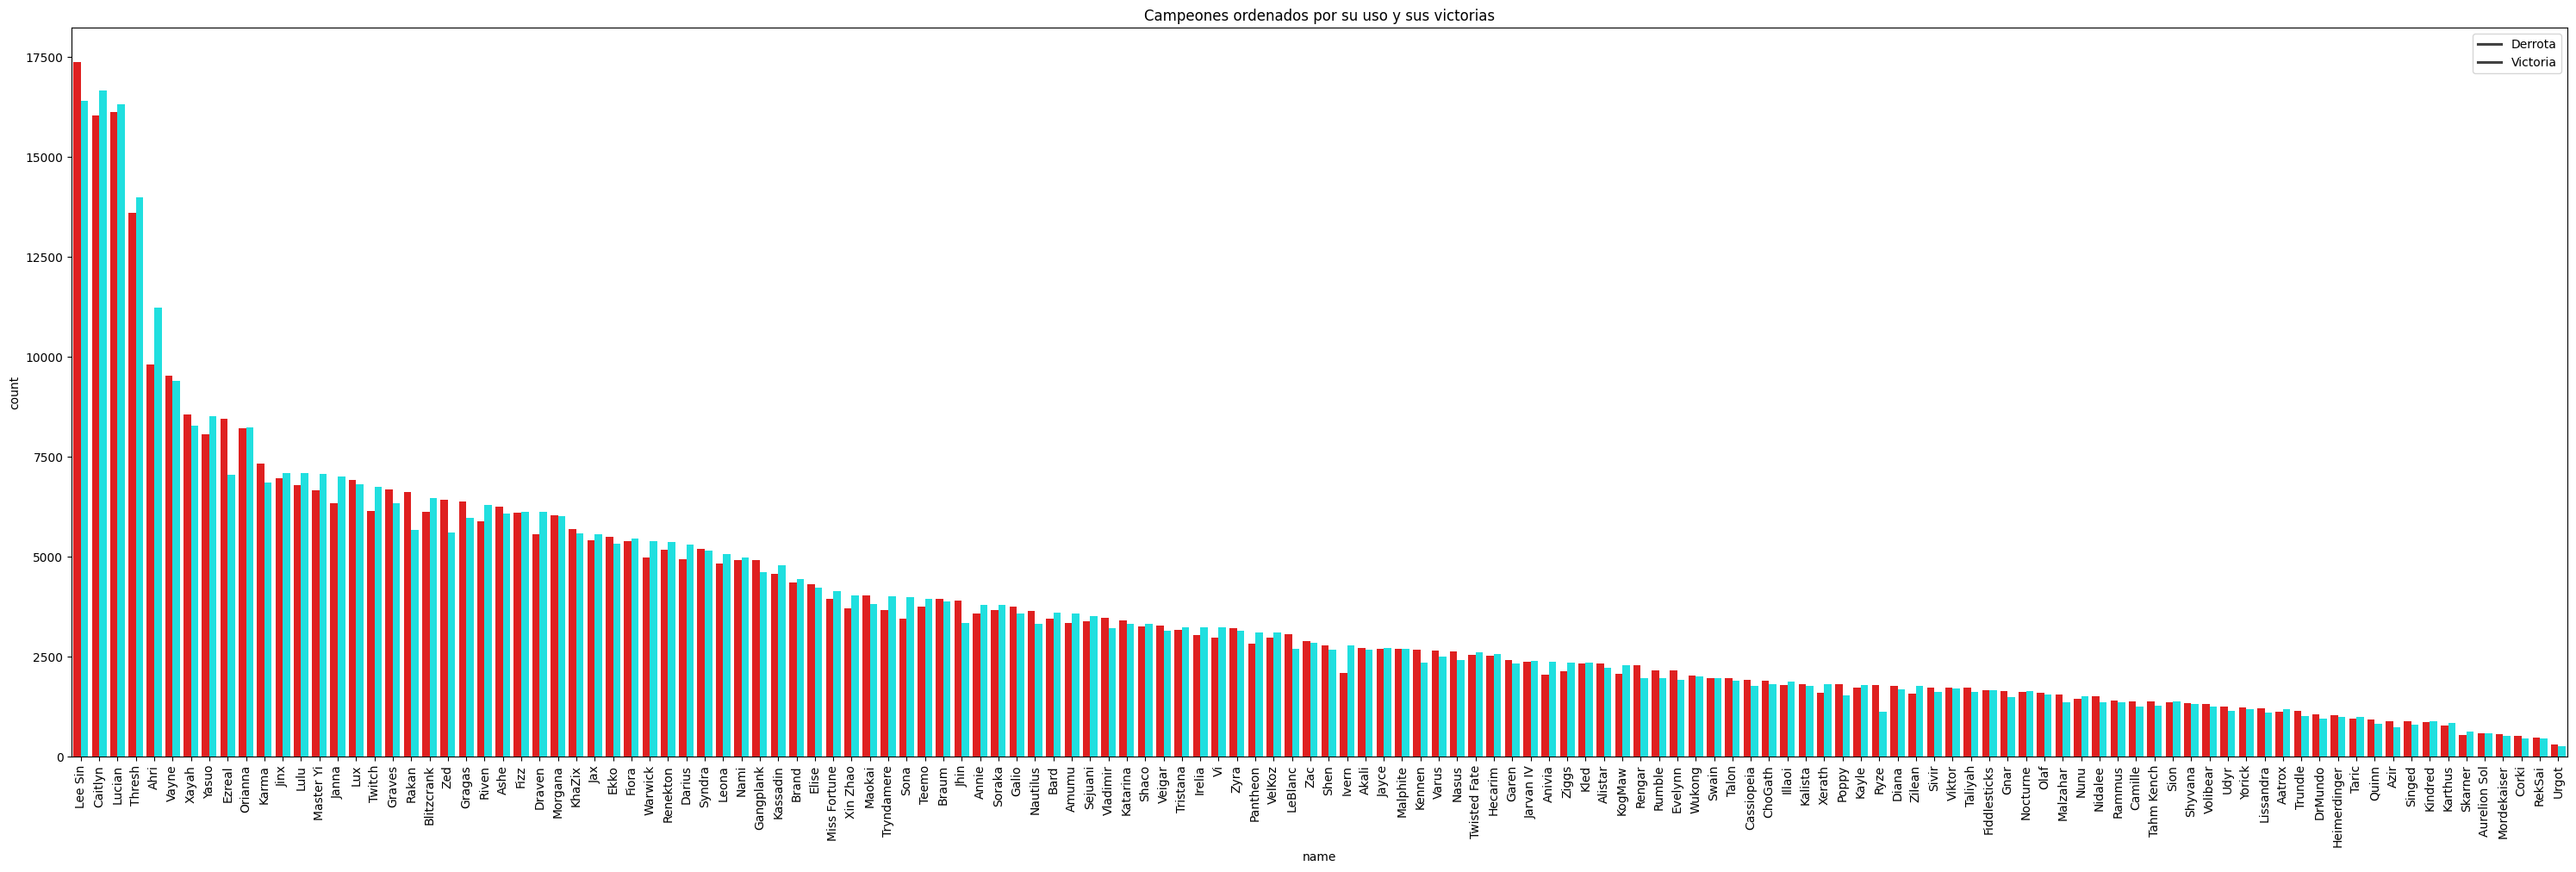 Campeones ordenados por su uso y sus victorias
Derrota
Victoria
count
17500
15000
12500
10000
7500
5000
2500
0
Lee Sin
Caitlyn
Lucian
Thresh
Ahri
Vayne
Xayah
Yasuo
Ezreal
Orianna
Karma
Jinx
Lulu
Master Yi
Janna
Lux
Twitch
Graves
Rakan
Blitzcrank
Zed
Gragas
Riven
Ashe
Fizz
Draven
Morgana
KhaZix
Jax
Ekko
Fiora
Warwick
Renekton
Darius
Syndra
Leona
Nami
Gangplank
Kassadin
Brand
Elise
Miss Fortune
Xin Zhao
Maokai
Tryndamere
Sona
Teemo
Braum
Jhin
Annie
Soraka
Galio
Nautilus
Bard
Amumu
Sejuani
Vladimir
Katarina
Shaco
Veigar
Tristana
Irelia
Vi
Zyra
Pantheon
VelKoz
LeBlanc
Zac
Shen
Ivern
Akali
Jayce
Malphite
Kennen
Varus
Nasus
Twisted Fate
Hecarim
Garen
Jarvan IV
Anivia
Ziggs
Kled
Alistar
KogMaw
Rengar
Rumble
Evelynn
Wukong
Swain
Talon
Cassiopeia
ChoGath
Illaoi
Kalista
Xerath
Poppy
Kayle
Ryze
Diana
Zilean
Sivir
Viktor
Taliyah
Fiddlesticks
Gnar
Nocturne
Olaf
Malzahar
Nunu
Nidalee
Rammus
Camille
Tahm Kench
Sion
Shyvana
Volibear
Udyr
Yorick
Lissandra
Aatrox
Trundle
DrMundo
Heimerdinger
Taric
Quinn
Azir
Singed
Kindred
Karthus
Skarner
Aurelion Sol
Mordekaiser
Corki
RekSai
Urgot
name